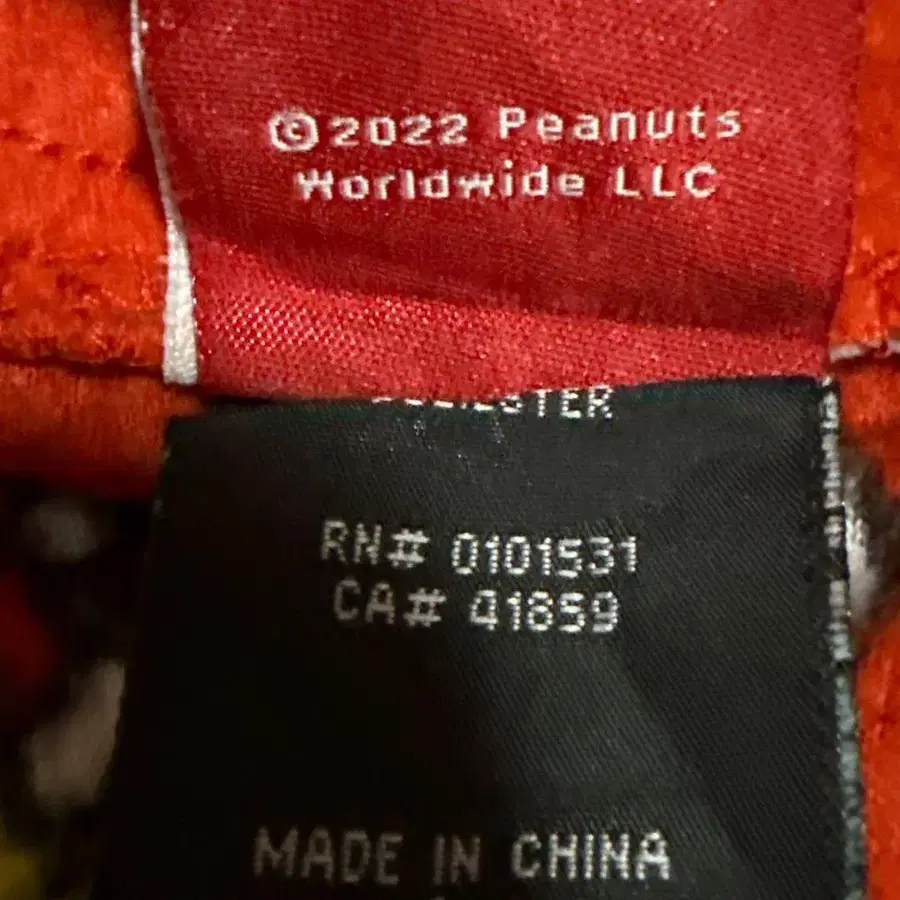 ©2022 Peanuts
Worldwide LLC
RN# 0101531
CA# 41859
MADE IN CHINA